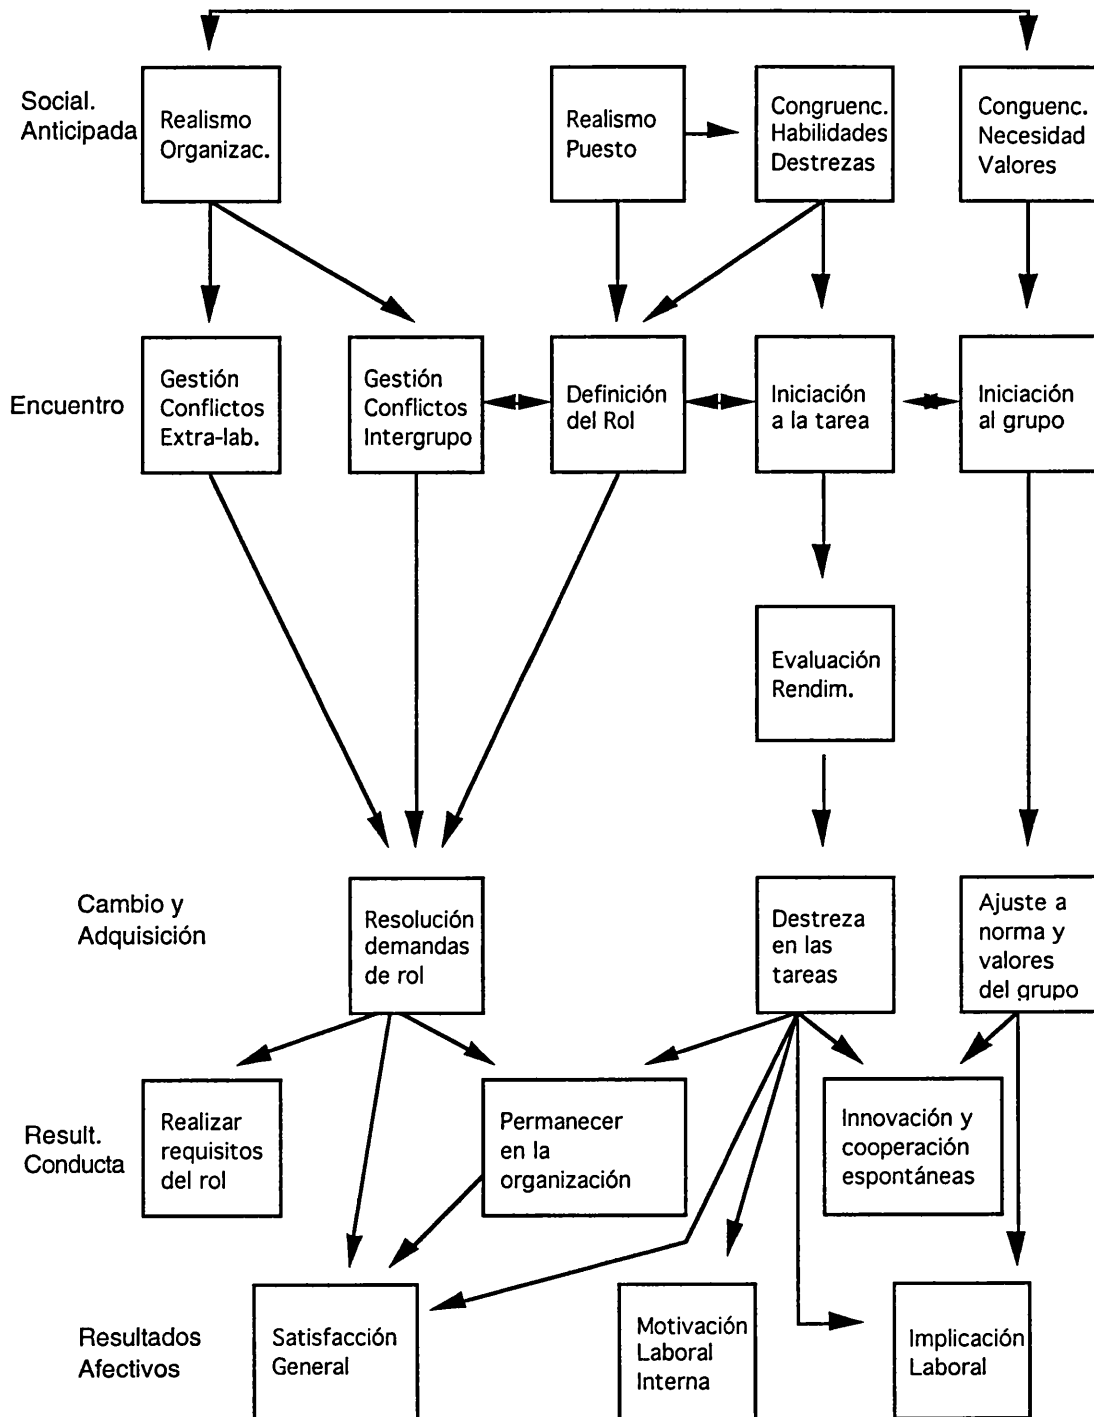 Social.
Anticipada
Realismo
Organizac.
Realismo
Puesto
Congruenc.
Habilidades
Destrezas
Conguenc.
Necesidad
Valores
Encuentro
Gestión
Conflictos
Extra-lab.
Gestión
Conflictos
Intergrupo
Definición
del Rol
Iniciación
a la tarea
Iniciación
al grupo
Evaluación
Rendim.
Cambio y
Adquisición
Resolución
demandas
de rol
Destreza
en las
tareas
Ajuste a
norma y
valores
del grupo
Result.
Conducta
Realizar
requisitos
del rol
Permanecer
en la
organización
Innovación y
cooperación
espontáneas
Resultados
Afectivos
Satisfacción
General
Motivación
Laboral
Interna
Implicación
Laboral